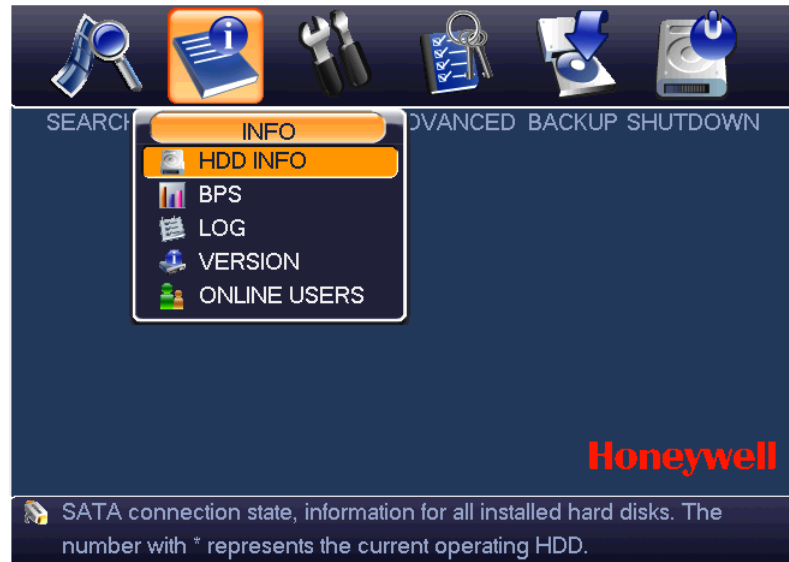 SEARCH DVANCED BACKUP SHUTDOWN
INFO
HDD INFO
BPS
LOG
VERSION
ONLINE USERS
Honeywell
SATA connection state, information for all installed hard disks. The
number with * represents the current operating HDD.